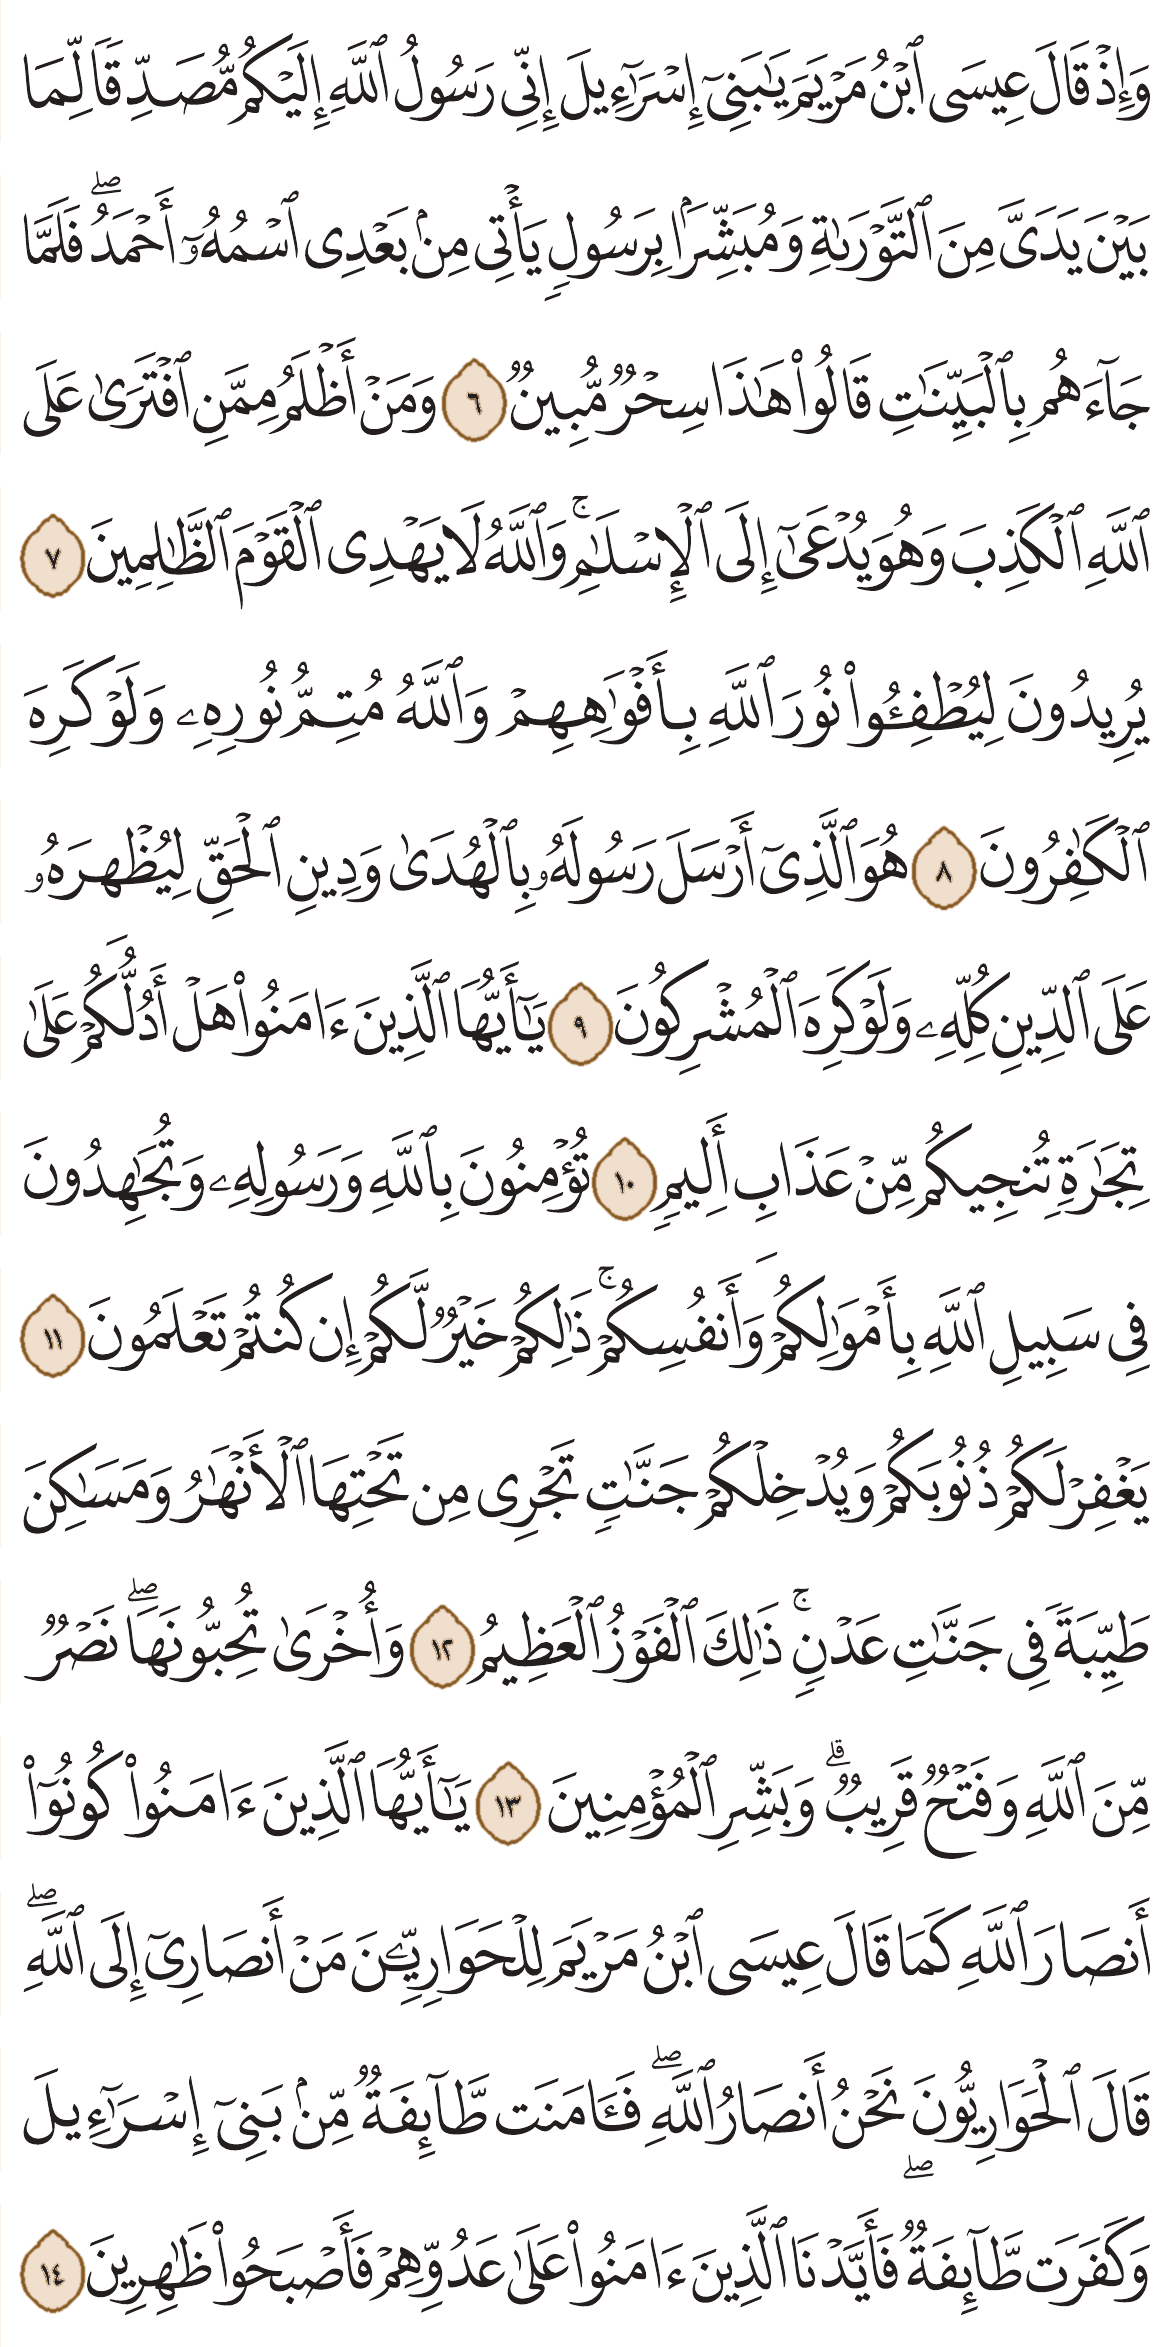 وَإِذۡ قَالَ عِيسَى ٱبۡنُ مَرۡيَمَ يَٰبَنِيٓ إِسۡرَٰٓءِيلَ إِنِّي رَسُولُ ٱللَّهِ إِلَيۡكُم مُّصَدِّقٗا لِّمَا
بَيۡنَ يَدَيَّ مِنَ ٱلتَّوۡرَىٰةِ وَمُبَشِّرَۢا بِرَسُولٖ يَأۡتِي مِنۢ بَعۡدِي ٱسۡمُهُۥٓ أَحۡمَدُۖ فَلَمَّا
جَآءَهُم بِٱلۡبَيِّنَٰتِ قَالُواْ هَٰذَا سِحۡرٞ مُّبِينٞ ٦ وَمَنۡ أَظۡلَمُ مِمَّنِ ٱفۡتَرَىٰ عَلَى
ٱللَّهِ ٱلۡكَذِبَ وَهُوَ يُدۡعَىٰٓ إِلَى ٱلۡإِسۡلَٰمِۚ وَٱللَّهُ لَا يَهۡدِي ٱلۡقَوۡمَ ٱلظَّٰلِمِينَ ٧
يُرِيدُونَ لِيُطۡفِـُٔواْ نُورَ ٱللَّهِ بِأَفۡوَٰهِهِمۡ وَٱللَّهُ مُتِمُّ نُورِهِۦ وَلَوۡ كَرِهَ
ٱلۡكَٰفِرُونَ ٨ هُوَ ٱلَّذِيٓ أَرۡسَلَ رَسُولَهُۥ بِٱلۡهُدَىٰ وَدِينِ ٱلۡحَقِّ لِيُظۡهِرَهُۥ
عَلَى ٱلدِّينِ كُلِّهِۦ وَلَوۡ كَرِهَ ٱلۡمُشۡرِكُونَ ٩ يَٰٓأَيُّهَا ٱلَّذِينَ ءَامَنُواْ هَلۡ أَدُلُّكُمۡ عَلَىٰ
تِجَٰرَةٖ تُنجِيكُم مِّنۡ عَذَابٍ أَلِيمٖ ١٠ تُؤۡمِنُونَ بِٱللَّهِ وَرَسُولِهِۦ وَتُجَٰهِدُونَ
فِي سَبِيلِ ٱللَّهِ بِأَمۡوَٰلِكُمۡ وَأَنفُسِكُمۡۚ ذَٰلِكُمۡ خَيۡرٞ لَّكُمۡ إِن كُنتُمۡ تَعۡلَمُونَ ١١
يَغۡفِرۡ لَكُمۡ ذُنُوبَكُمۡ وَيُدۡخِلۡكُمۡ جَنَّٰتٖ تَجۡرِي مِن تَحۡتِهَا ٱلۡأَنۡهَٰرُ وَمَسَٰكِنَ
طَيِّبَةٗ فِي جَنَّٰتِ عَدۡنٖۚ ذَٰلِكَ ٱلۡفَوۡزُ ٱلۡعَظِيمُ ١٢ وَأُخۡرَىٰ تُحِبُّونَهَاۖ نَصۡرٞ
مِّنَ ٱللَّهِ وَفَتۡحٞ قَرِيبٞۗ وَبَشِّرِ ٱلۡمُؤۡمِنِينَ ١٣ يَٰٓأَيُّهَا ٱلَّذِينَ ءَامَنُواْ كُونُوٓاْ
أَنصَارَ ٱللَّهِ كَمَا قَالَ عِيسَى ٱبۡنُ مَرۡيَمَ لِلۡحَوَارِيِّـۧنَ مَنۡ أَنصَارِيٓ إِلَى ٱللَّهِۖ
قَالَ ٱلۡحَوَارِيُّونَ نَحۡنُ أَنصَارُ ٱللَّهِۖ فَـَٔامَنَت طَّآئِفَةٞ مِّنۢ بَنِيٓ إِسۡرَٰٓءِيلَ
وَكَفَرَت طَّآئِفَةٞۖ فَأَيَّدۡنَا ٱلَّذِينَ ءَامَنُواْ عَلَىٰ عَدُوِّهِمۡ فَأَصۡبَحُواْ ظَٰهِرِينَ ١٤